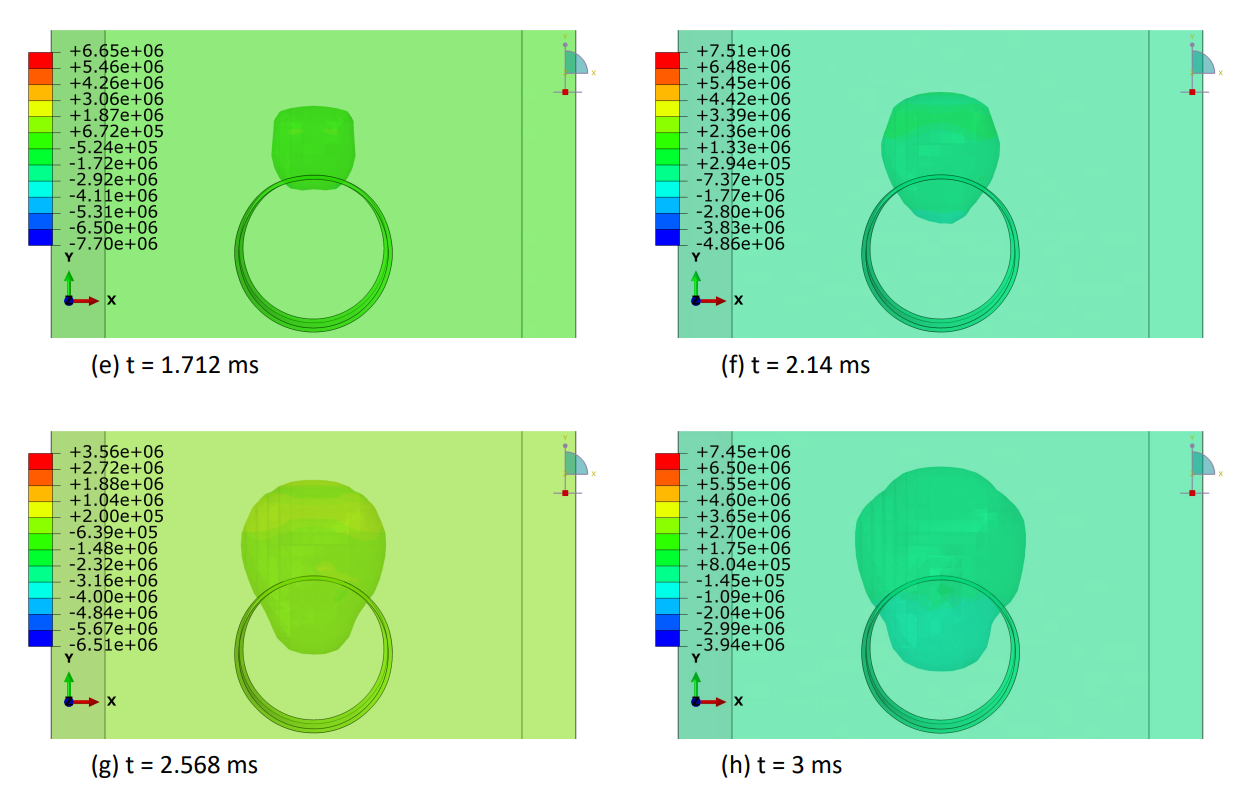 +6.65e+06
+5.46e+06
+4.26e+06
+3.06e+06
+1.87e+06
+6.72e+05
-5.24e+05
-1.72e+06
-2.92e+06
-4.11e+06
-5.31e+06
-6.50e+06
-7.70e+06
Y
X
Y
X
(e) t = 1.712 ms
+7.51e+06
+6.48e+06
+5.45e+06
+4.42e+06
+3.39e+06
+2.36e+06
+1.33e+06
+2.94e+05
-7.37e+05
-1.77e+06
-2.80e+06
-3.83e+06
-4.86e+06
Y
X
Y
X
(f) t = 2.14 ms
+3.56e+06
+2.72e+06
+1.88e+06
+1.04e+06
+2.00e+05
-6.39e+05
-1.48e+06
-2.32e+06
-3.16e+06
-4.00e+06
-4.84e+06
-5.67e+06
-6.51e+06
Y
X
Y
X
(g) t = 2.568 ms
+7.45e+06
+6.50e+06
+5.55e+06
+4.60e+06
+3.65e+06
+2.70e+06
+1.75e+06
+8.04e+05
-1.45e+05
-1.09e+06
-2.04e+06
-2.99e+06
-3.94e+06
Y
X
Y
X
(h) t = 3 ms